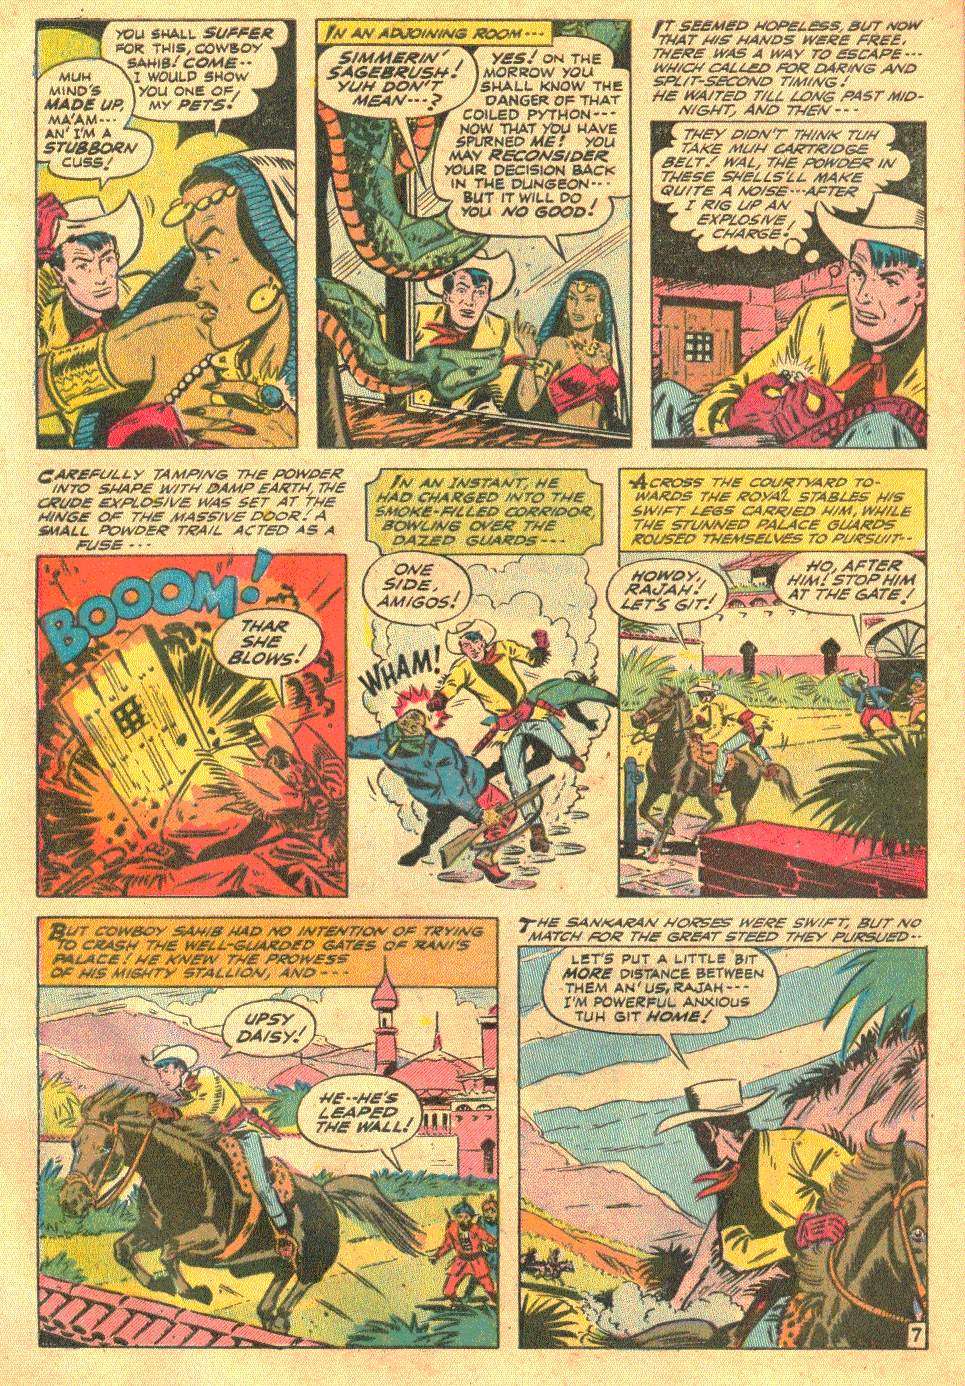 MUH
MIND'S
MADE UP,
MA'AM---
AN' I'M A
STUBBORN
CUSS!
YOU SHALL SUFFER
FOR THIS, COWBOY
SAHIB! COME--
I WOULD SHOW
YOU ONE OF
MY PETS!
IN AN ADJOINING ROOM---
SIMMERIN'
SAGEBRUSH!
YUH DON'T
MEAN---?
YES! ON THE
MORROW YOU
SHALL KNOW THE
DANGER OF THAT
COILED PYTHON---
NOW THAT YOU HAVE
SPURNED ME! YOU
MAY RECONSIDER
YOUR DECISION BACK
IN THE DUNGEON---
BUT IT WILL DO
YOU NO GOOD!
IT SEEMED HOPELESS, BUT NOW
THAT HIS HANDS WERE FREE,
THERE WAS A WAY TO ESCAPE---
WHICH CALLED FOR DARING AND
SPLIT-SECOND TIMING!
HE WAITED TILL LONG PAST MID-
NIGHT, AND THEN---
THEY DIDN'T THINK TUH
TAKE MUH CARTRIDGE
BELT! WAL, THE POWDER IN
THESE SHELLS'LL MAKE
QUITE A NOISE---AFTER
I RIG UP AN
EXPLOSIVE
CHARGE!
CAREFULLY TAMPING THE POWDER
INTO SHAPE WITH DAMP EARTH, THE
CRUDE EXPLOSIVE WAS SET AT THE
HINGE OF THE MASSIVE DOOR! A
SMALL POWDER TRAIL ACTED AS A
FUSE---
BOOOM!
THAR
SHE
BLOWS!
IN AN INSTANT, HE
HAD CHARGED INTO THE
SMOKE-FILLED CORRIDOR,
BOWLING OVER THE
DAZED GUARDS---
ONE
SIDE,
AMIGOS!
WHAM!
ACROSS THE COURTYARD TO-
WARDS THE ROYAL STABLES HIS
SWIFT LEGS CARRIED HIM, WHILE
THE STUNNED PALACE GUARDS
ROUSED THEMSELVES TO PURSUIT--
HOWDY,
RAJAH!
LET'S GIT!
HO, AFTER
HIM! STOP HIM
AT THE GATE!
BUT COWBOY SAHIB HAD NO INTENTION OF TRYING
TO CRASH THE WELL-GUARDED GATES OF RANI'S
PALACE! HE KNEW THE PROWESS
OF HIS MIGHTY STALLION, AND---
UPSY
DAISY!
HE--HE'S
LEAPED
THE WALL!
THE SANKARAN HORSES WERE SWIFT, BUT NO
MATCH FOR THE GREAT STEED THEY PURSUED--
LET'S PUT A LITTLE BIT
MORE DISTANCE BETWEEN
THEM AN' US, RAJAH---
I'M POWERFUL ANXIOUS
TUH GIT HOME!
7